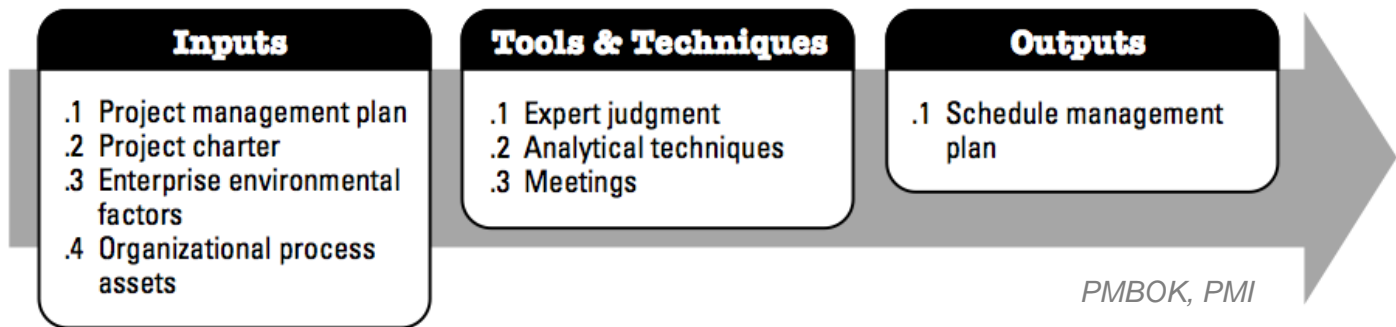 Inputs
.1 Project management plan
.2 Project charter
.3 Enterprise environmental
factors
.4 Organizational process
assets
Tools & Techniques
.1 Expert judgment
.2 Analytical techniques
.3 Meetings
Outputs
.1 Schedule management
plan
PMBOK, PMI